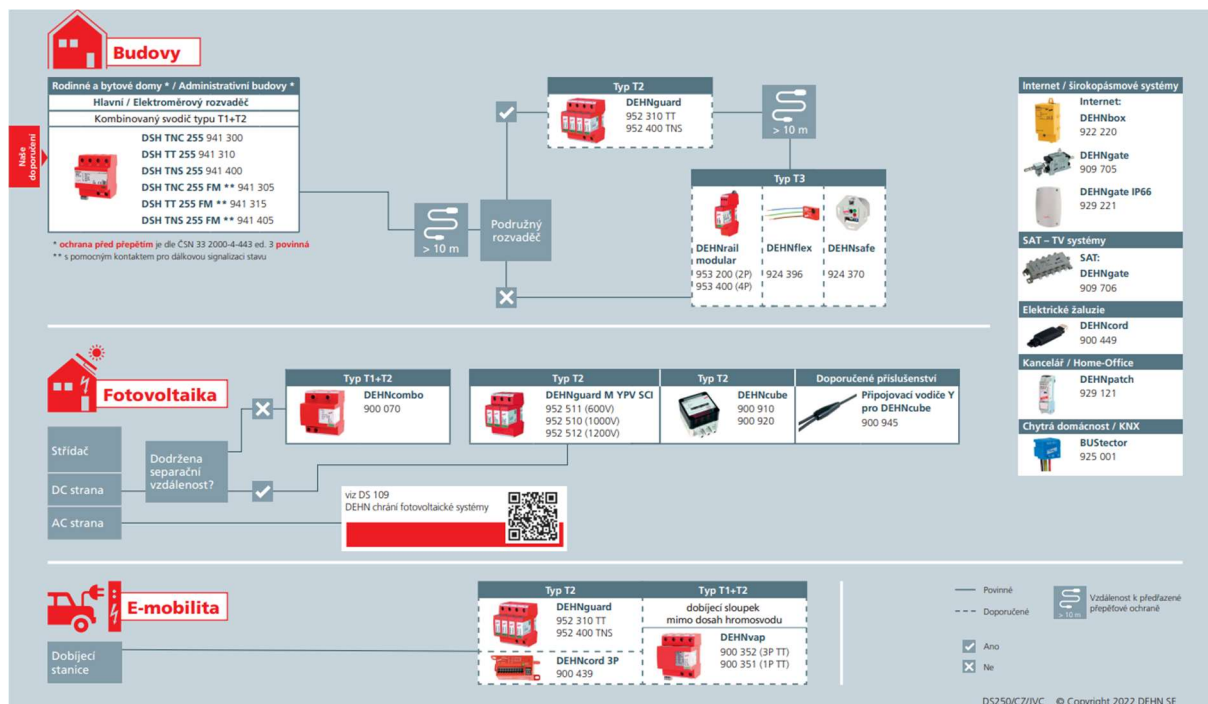 Budovy
Rodinné a bytové domy * / Administrativní budovy *
Hlavní / Elektroměrový rozvaděč
Kombinovaný svodič typu T1+T2
Naše
doporučení
DSH TNC 255 941 300
DSH TT 255 941 310
DSH TNS 255 941 400
DSH TNC 255 FM ** 941 305
DSH TT 255 FM ** 941 315
DSH TNS 255 FM ** 941 405
* ochrana před přepětím je dle ČSN 33 2000-4-443 ed. 3 povinná
** s pomocným kontaktem pro dálkovou signalizaci stavu
> 10 m
Podružný
rozvaděč
Typ T2
DEHNguard
952 310 TT
952 400 TNS
> 10 m
Typ T3
DEHNrail
modular
953 200 (2P)
953 400 (4P)
DEHNflex
924 396
DEHNsafe
924 370
Internet / širokopásmové systémy
Internet:
DEHNbox
922 220
DEHNgate
909 705
DEHNgate IP66
929 221
SAT – TV systémy
SAT:
DEHNgate
909 706
Elektrické žaluzie
DEHNcord
900 449
Kancelář / Home-Office
DEHNpatch
929 121
Chytrá domácnost / KNX
BUStector
925 001
Fotovoltaika
Střídač
DC strana
AC strana
Dodržena
separační
vzdálenost?
Typ T1+T2
DEHNcombo
900 070
Typ T2
DEHNguard M YPV SCI
952 511 (600V)
952 510 (1000V)
952 512 (1200V)
Typ T2
DEHNcube
900 910
900 920
Doporučené příslušenství
Připojovací vodiče Y
pro DEHNcube
900 945
viz DS 109
DEHN chrání fotovoltaické systémy
E-mobilita
Dobíjecí
stanice
Typ T2
DEHNguard
952 310 TT
952 400 TNS
DEHNcord 3P
900 439
Typ T1+T2
dobíjecí sloupek
mimo dosah hromosvodu
DEHNvap
900 352 (3P TT)
900 351 (1P TT)
Povinné
Doporučené
> 10 m
Vzdálenost k předřazené
přepěťové ochraně
Ano
Ne
DS250/CZ/IVC © Copyright 2022 DEHN SE